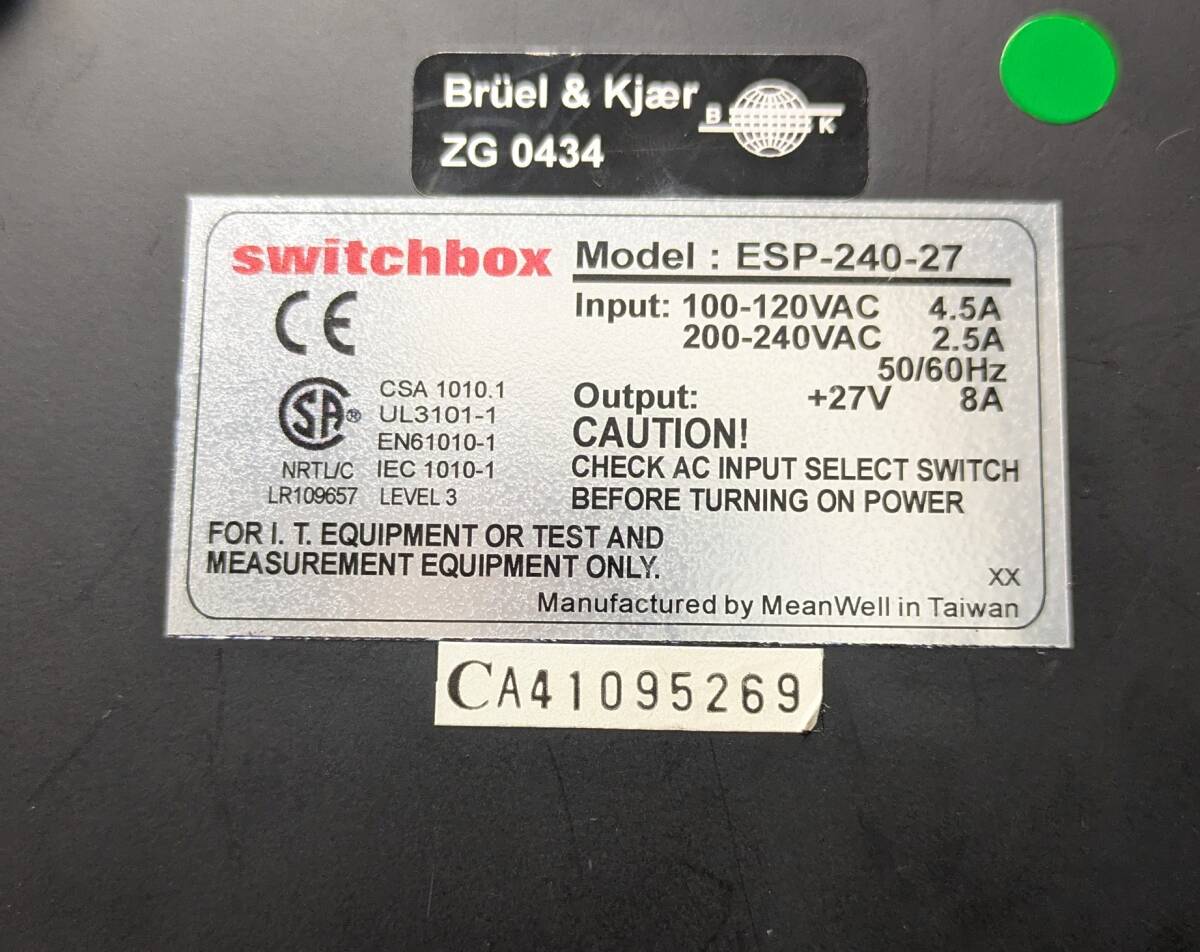 Brüel & Kjær
B K
ZG 0434
switchbox
Model : ESP-240-27
Input: 100-120VAC 4.5A
200-240VAC 2.5A
50/60Hz
Output: +27V 8A
CAUTION!
CHECK AC INPUT SELECT SWITCH
BEFORE TURNING ON POWER
CE
SA®
NRTL/C
LR109657
CSA 1010.1
UL3101-1
EN61010-1
IEC 1010-1
LEVEL 3
FOR I. T. EQUIPMENT OR TEST AND
MEASUREMENT EQUIPMENT ONLY.
XX
Manufactured by MeanWell in Taiwan
CA41095269